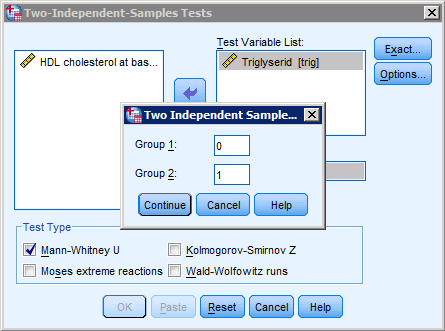 Two-Independent-Samples Tests
Test Variable List:
HDL cholesterol at bas...
Triglyserid [trig]
Exact...
Options...
Two Independent Sample...
Group 1: 0
Group 2: 1
Continue Cancel Help
Test Type
Mann-Whitney U Kolmogorov-Smirnov Z
Moses extreme reactions Wald-Wolfowitz runs
OK Paste Reset Cancel Help